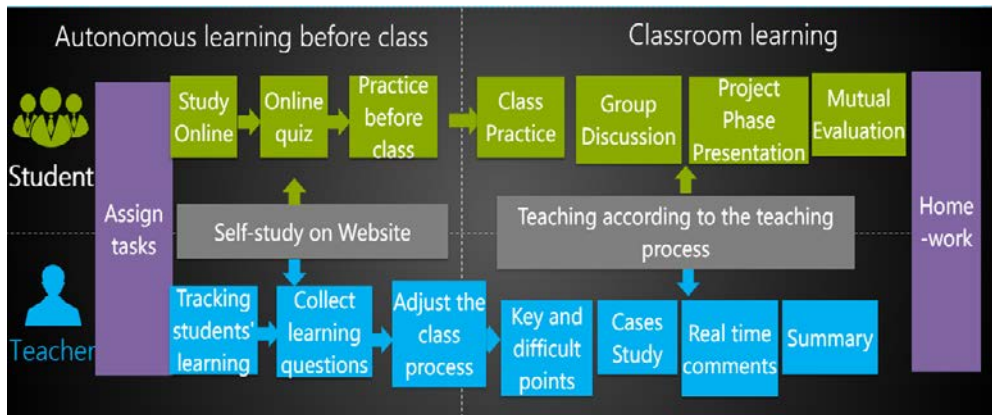 Autonomous learning before class
Classroom learning
Student
Assign
tasks
Study
Online
Online
quiz
Practice
before
class
Class
Practice
Group
Discussion
Project
Phase
Presentation
Mutual
Evaluation
Home
-work
Self-study on Website
Teaching according to the teaching
process
Teacher
Tracking
students'
learning
Collect
learning
questions
Adjust the
class
process
Key and
difficult
points
Cases
Study
Real time
comments
Summary